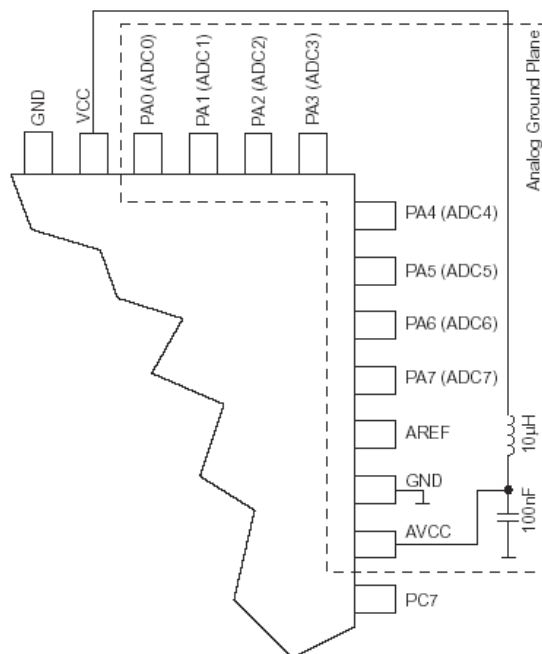 GND
VCC
PA0 (ADC0)
PA1 (ADC1)
PA2 (ADC2)
PA3 (ADC3)
Analog Ground Plane
PA4 (ADC4)
PA5 (ADC5)
PA6 (ADC6)
PA7 (ADC7)
AREF
10μH
GND
AVCC
100nF
PC7